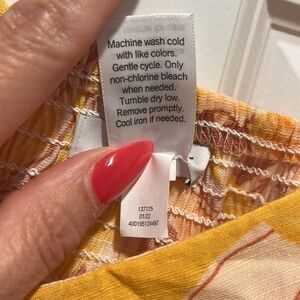 Machine wash cold
with like colors.
Gentle cycle. Only
non-chlorine bleach
when needed.
Tumble dry low.
Remove promptly.
Cool iron if needed.
137125
01/22
400195124497